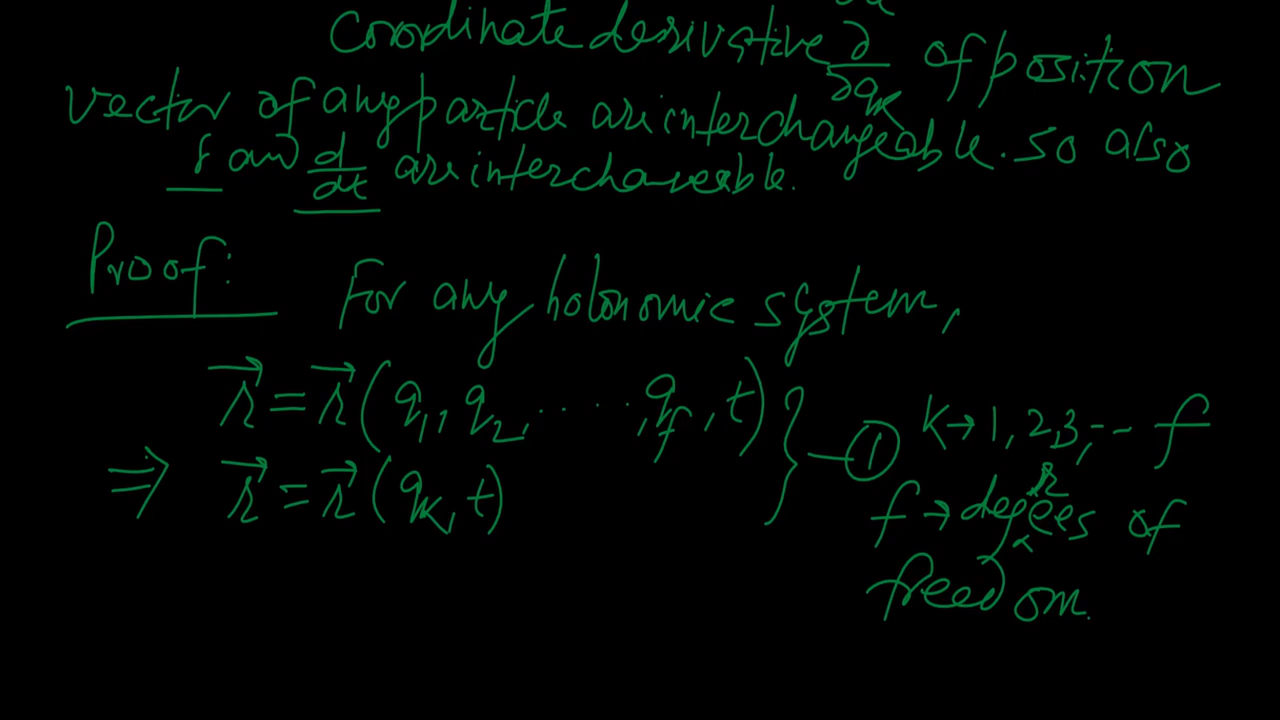 Coordinate derivative ∂/∂qₖ of position
vector of any particle are interchangeable. so also
δ and d/dt are interchangeable.
Proof:
For any holonomic system,
r⃗ = r⃗ (q₁, q₂, ....., q_f, t) } — ① K → 1, 2, 3, -- f
⇒ r⃗ = r⃗ (qₖ, t)
f → degrees of
freedom.